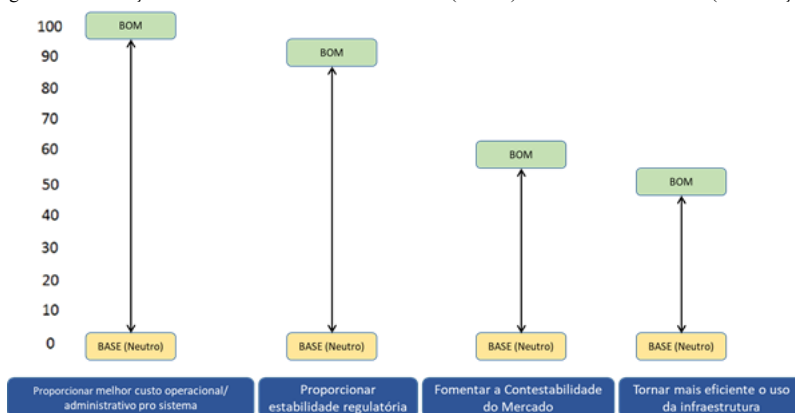 100
BOM
BOM
90
80
70
60
BOM
50
BOM
40
30
20
10
0
BASE (Neutro)
BASE (Neutro)
BASE (Neutro)
BASE (Neutro)
Proporcionar melhor custo operacional/
administrativo pro sistema
Proporcionar
estabilidade regulatória
Fomentar a Contestabilidade
do Mercado
Tornar mais eficiente o uso
da infraestrutura